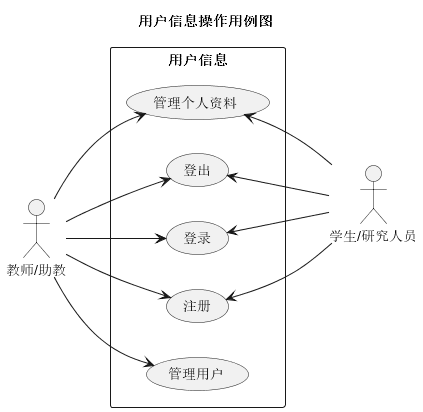 用户信息操作用例图
用户信息
管理个人资料
登出
登录
注册
管理用户
教师/助教
学生/研究人员